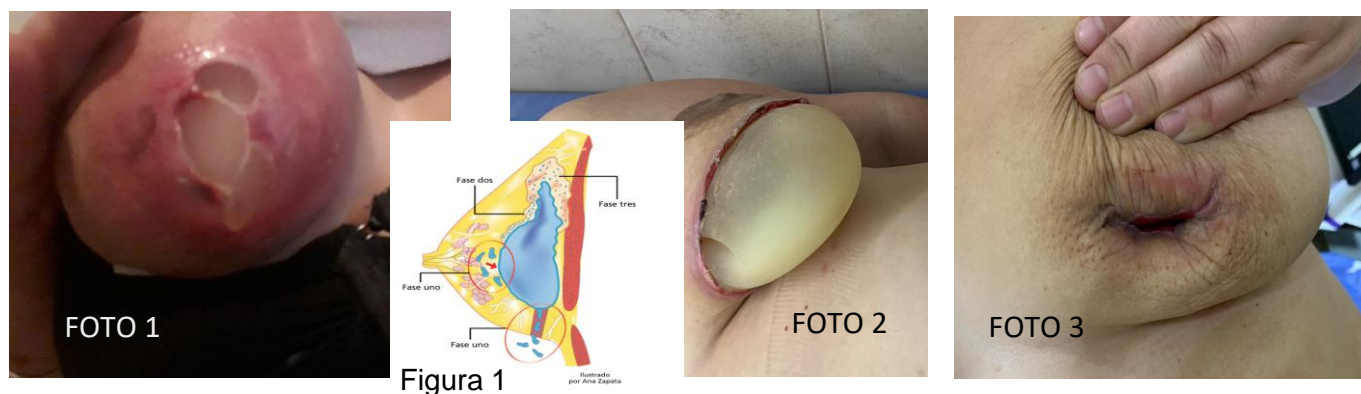 FOTO 1
Fase dos
Fase tres
Fase uno
Fase uno
Ilustrado
por Ana Zapata
Figura 1
FOTO 2
FOTO 3